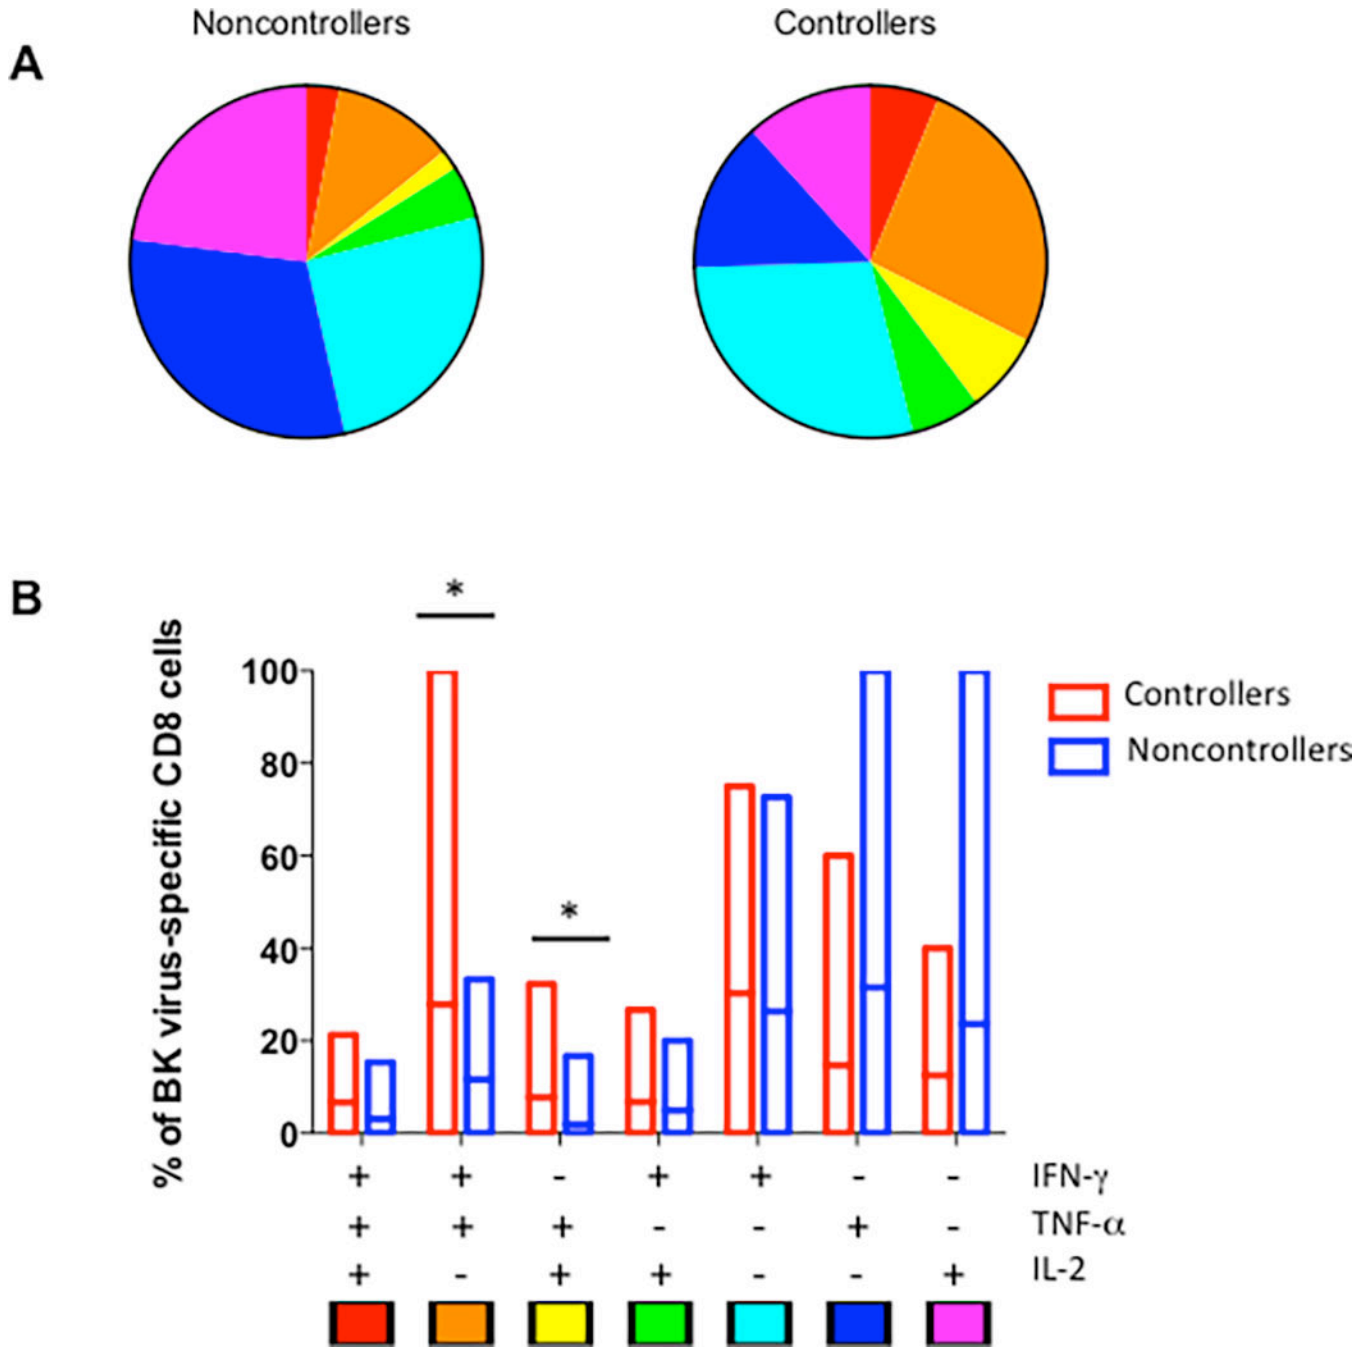 Noncontrollers Controllers
A
B
*
*
% of BK virus-specific CD8 cells
100
80
60
40
20
0
Controllers
Noncontrollers
+ + - + + - - IFN-γ
+ + + - - + - TNF-α
+ - + + - - + IL-2